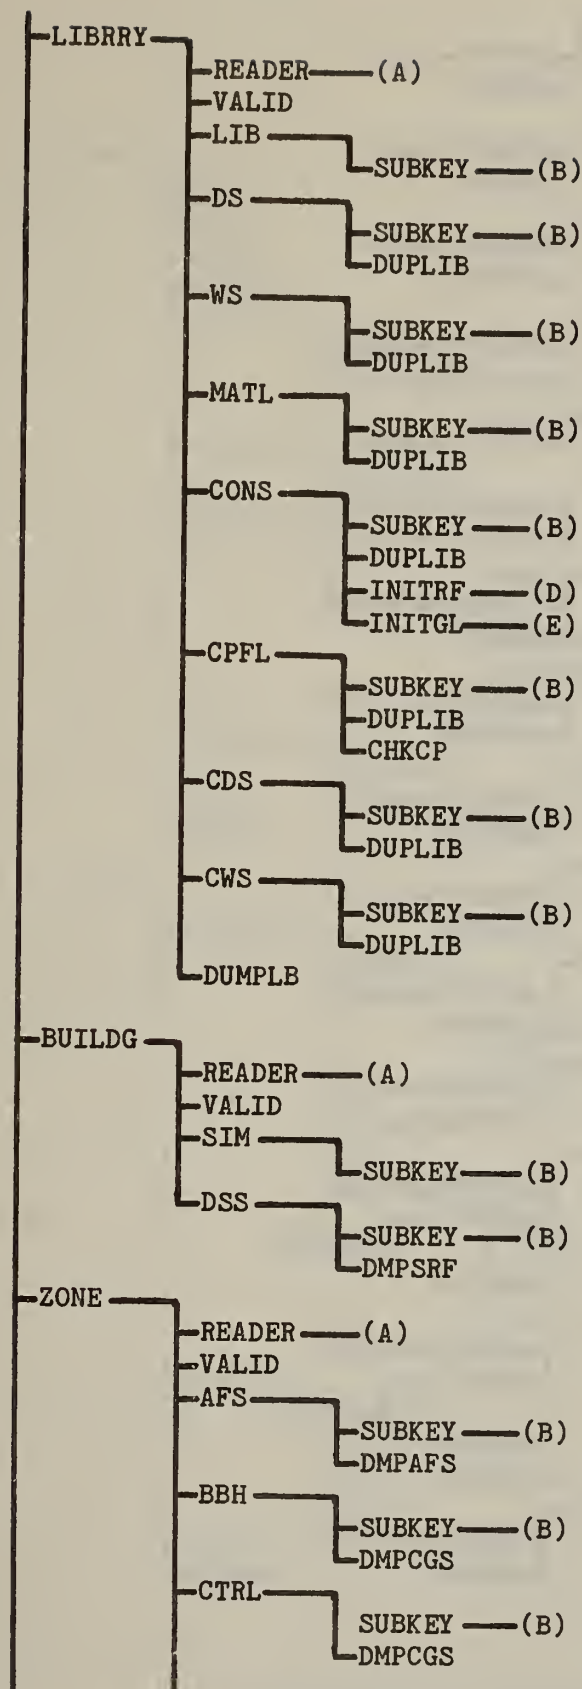 LIBRRY
READER (A)
VALID
LIB
SUBKEY (B)
DS
SUBKEY (B)
DUPLIB
WS
SUBKEY (B)
DUPLIB
MATL
SUBKEY (B)
DUPLIB
CONS
SUBKEY (B)
DUPLIB
INITRF (D)
INITGL (E)
CPFL
SUBKEY (B)
DUPLIB
CHKCP
CDS
SUBKEY (B)
DUPLIB
CWS
SUBKEY (B)
DUPLIB
DUMPLB
BUILDG
READER (A)
VALID
SIM
SUBKEY (B)
DSS
SUBKEY (B)
DMPSRF
ZONE
READER (A)
VALID
AFS
SUBKEY (B)
DMPAFS
BBH
SUBKEY (B)
DMPCGS
CTRL
SUBKEY (B)
DMPCGS